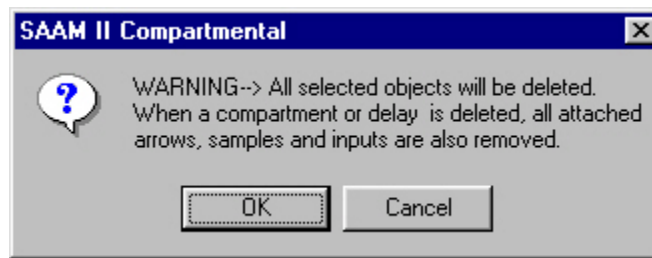 SAAM II Compartmental
?
WARNING--> All selected objects will be deleted.
When a compartment or delay  is deleted, all attached
arrows, samples and inputs are also removed.
OK
Cancel